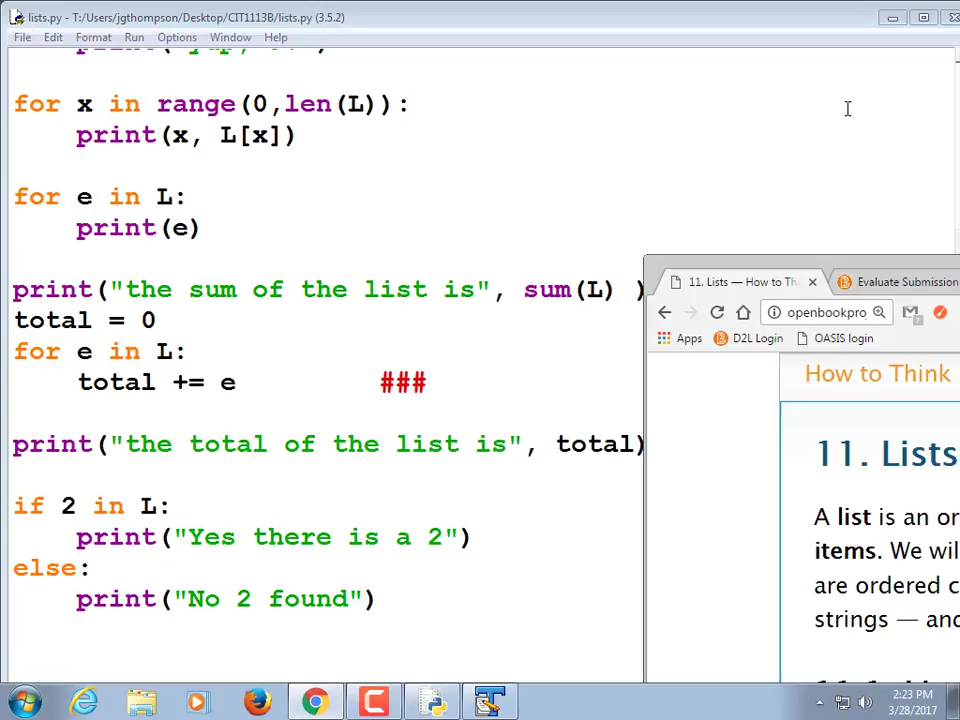 lists.py - T:/Users/jgthompson/Desktop/CIT1113B/lists.py (3.5.2)
File Edit Format Run Options Window Help
for x in range(0,len(L)):
print(x, L[x])
for e in L:
print(e)
print("the sum of the list is", sum(L) )
total = 0
for e in L:
total += e ###
print("the total of the list is", total)
if 2 in L:
print("Yes there is a 2")
else:
print("No 2 found")
11. Lists — How to Th
Evaluate Submission
openbookpro
Apps D2L Login OASIS login
How to Think
11. Lists
A list is an or
items. We wil
are ordered c
strings — and
2:23 PM
3/28/2017